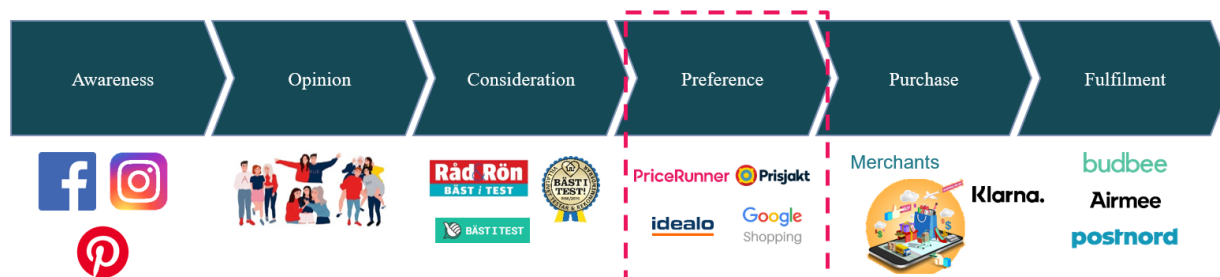 Awareness
Opinion
Consideration
Preference
Purchase
Fulfilment
Råd&Rön
BÄST i TEST
BÄST I
TEST!
BÄST I TEST
PriceRunner
Prisjakt
idealo
Google
Shopping
Merchants
Klarna.
budbee
Airmee
postnord